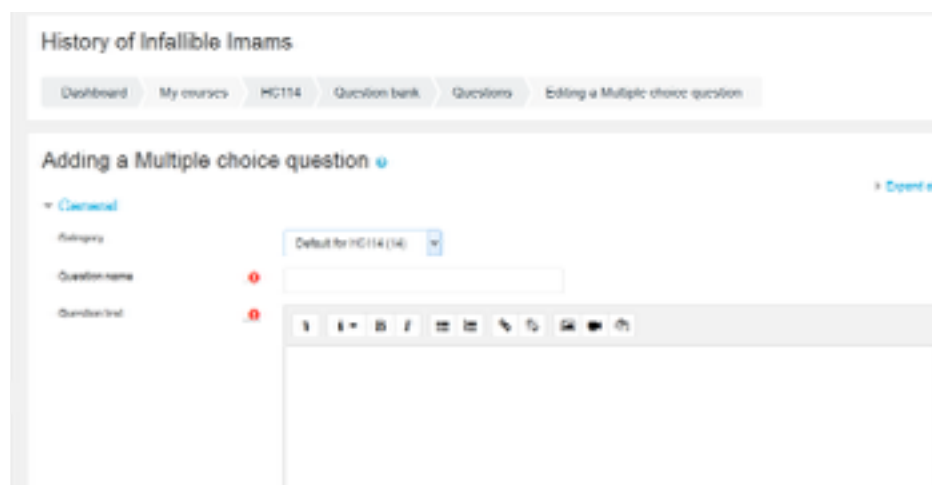 History of Infallible Imams
Dashboard My courses HC114 Question bank Questions Editing a Multiple choice question
Adding a Multiple choice question
Expand a
General
Category Default for HC114 (14)
Question name
Question text
B I